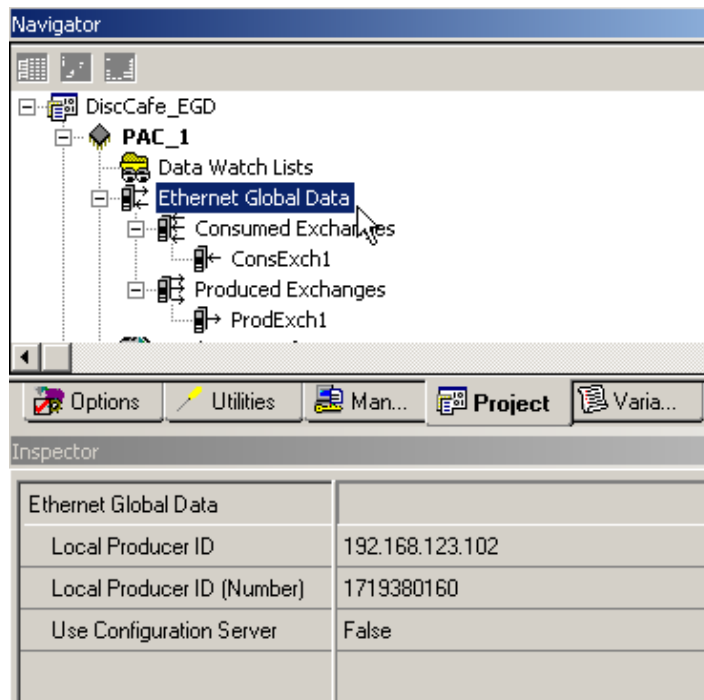 Navigator
DiscCafe_EGD
PAC_1
Data Watch Lists
Ethernet Global Data
Consumed Exchanges
ConsExch1
Produced Exchanges
ProdExch1
Options Utilities Man... Project Varia...
Inspector
Ethernet Global Data
Local Producer ID 192.168.123.102
Local Producer ID (Number) 1719380160
Use Configuration Server False